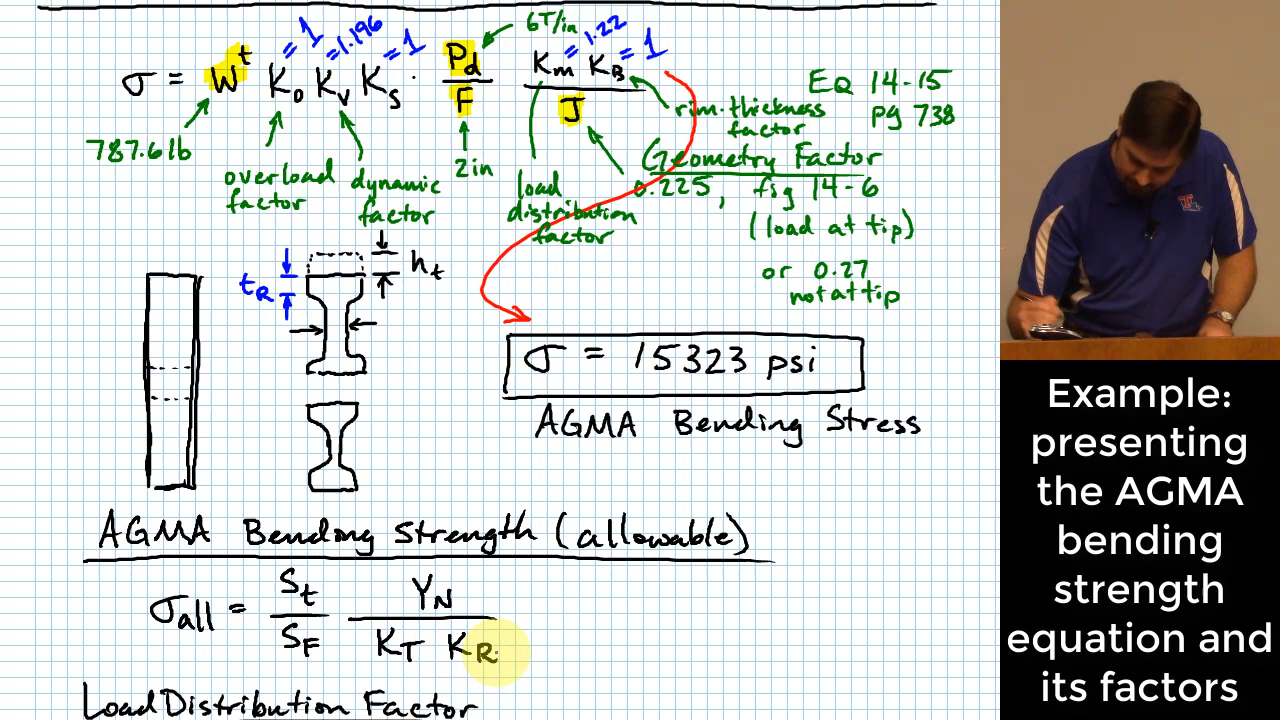 6T/in
=1 =1.196 =1 =1.22 =1
σ = Wᵗ K₀ Kᵥ Kₛ · P_d/F K_m K_B/J
EQ 14-15
pg 738
787.6 lb
overload factor
dynamic factor
2in
load distribution factor
rim-thickness factor
Geometry Factor
0.225, fig 14-6
(load at tip)
or 0.27
not at tip
t_R
h_t
σ = 15323 psi
AGMA Bending Stress
AGMA Bending Strength (allowable)
σ_all = S_t/S_F Y_N/K_T K_R
Load Distribution Factor
Example:
presenting
the AGMA
bending
strength
equation and
its factors